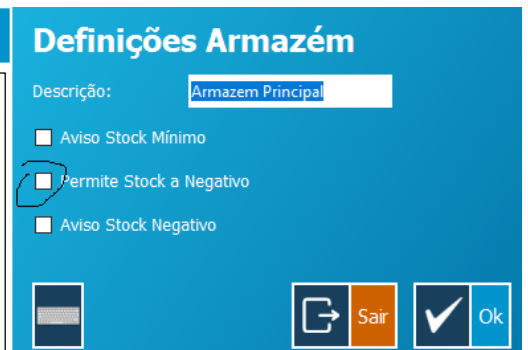 Definições Armazém
Descrição: Armazem Principal
Aviso Stock Mínimo
Permite Stock a Negativo
Aviso Stock Negativo
Sair Ok